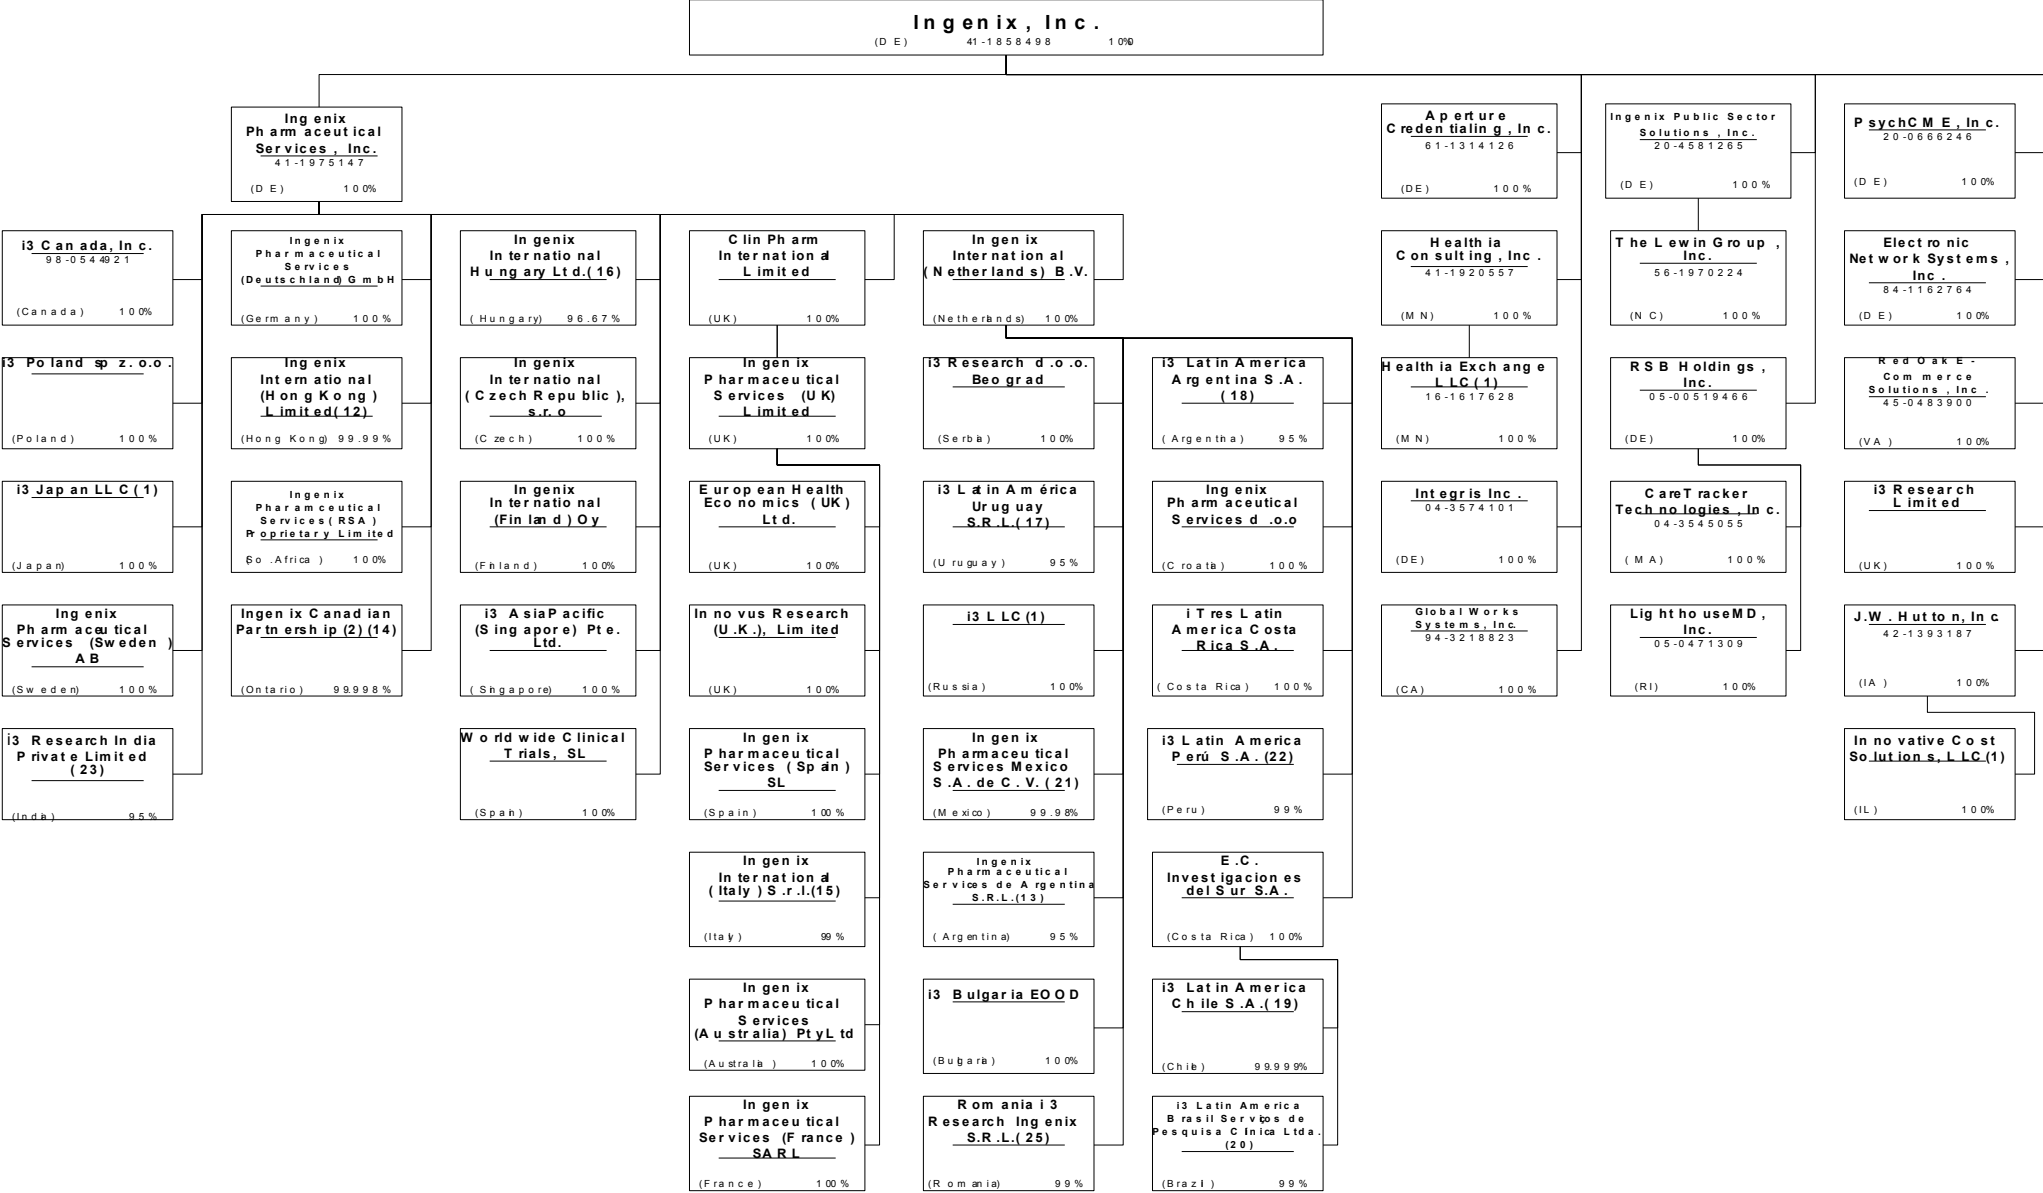 Ingenix, Inc.
(DE) 41-1858498 100%
Ingenix
Pharmaceutical
Services, Inc.
41-1975147
(DE) 100%
Aperture
Credentialing, Inc.
61-1314126
(DE) 100%
Ingenix Public Sector
Solutions, Inc.
20-4581265
(DE) 100%
PsychCME, Inc.
20-0666246
(DE) 100%
i3 Canada, Inc.
98-0544921
(Canada) 100%
Ingenix
Pharmaceutical
Services
(Deutschland) GmbH
(Germany) 100%
Ingenix
International
Hungary Ltd.(16)
(Hungary) 96.67%
ClinPharm
International
Limited
(UK) 100%
Ingenix
International
(Netherlands) B.V.
(Netherlands) 100%
Healthia
Consulting, Inc.
41-1920557
(MN) 100%
The Lewin Group,
Inc.
56-1970224
(NC) 100%
Electronic
Network Systems,
Inc.
84-1162764
(DE) 100%
i3 Poland sp z.o.o.
(Poland) 100%
Ingenix
International
(Hong Kong)
Limited(12)
(Hong Kong) 99.99%
Ingenix
International
(Czech Republic),
s.r.o
(Czech) 100%
Ingenix
Pharmaceutical
Services (UK)
Limited
(UK) 100%
i3 Research d.o.o.
Beograd
(Serbia) 100%
i3 Latin America
Argentina S.A.
(18)
(Argentina) 95%
Healthia Exchange
LLC(1)
16-1617628
(MN) 100%
RSB Holdings,
Inc.
05-00519466
(DE) 100%
Red Oak E-
Commerce
Solutions, Inc.
45-0483900
(VA) 100%
i3 Japan LLC(1)
(Japan) 100%
Ingenix
Pharamceutical
Services(RSA)
Proprietary Limited
(So.Africa) 100%
Ingenix
International
(Finland) Oy
(Finland) 100%
European Health
Economics (UK)
Ltd.
(UK) 100%
i3 Latin América
Uruguay
S.R.L.(17)
(Uruguay) 95%
Ingenix
Pharmaceutical
Services d.o.o
(Croatia) 100%
Integris Inc.
04-3574101
(DE) 100%
CareTracker
Technologies, Inc.
04-3545055
(MA) 100%
i3 Research
Limited
(UK) 100%
Ingenix
Pharmaceutical
Services (Sweden)
AB
(Sweden) 100%
Ingenix Canadian
Partnership(2)(14)
(Ontario) 99.998%
i3 AsiaPacific
(Singapore) Pte.
Ltd.
(Singapore) 100%
Innovus Research
(U.K.), Limited
(UK) 100%
i3 LLC(1)
(Russia) 100%
iTres Latin
America Costa
Rica S.A.
(Costa Rica) 100%
Global Works
Systems, Inc.
94-3218823
(CA) 100%
LighthouseMD,
Inc.
05-0471309
(RI) 100%
J.W. Hutton, Inc
42-1393187
(IA) 100%
i3 Research India
Private Limited
(23)
(India) 95%
Worldwide Clinical
Trials, SL
(Spain) 100%
Ingenix
Pharmaceutical
Services (Spain)
SL
(Spain) 100%
Ingenix
Pharmaceutical
Services Mexico
S.A. de C.V.(21)
(Mexico) 99.98%
i3 Latin America
Perú S.A.(22)
(Peru) 99%
Innovative Cost
Solutions, LLC(1)
(IL) 100%
Ingenix
International
(Italy) S.r.l.(15)
(Italy) 99%
Ingenix
Pharmaceutical
Services de Argentina
S.R.L.(13)
(Argentina) 95%
E.C.
Investigaciones
del Sur S.A.
(Costa Rica) 100%
Ingenix
Pharmaceutical
Services
(Australia) Pty Ltd
(Australia) 100%
i3 Bulgaria EOOD
(Bulgaria) 100%
i3 Latin America
Chile S.A.(19)
(Chile) 99.999%
Ingenix
Pharmaceutical
Services (France)
SARL
(France) 100%
Romania i3
Research Ingenix
S.R.L.(25)
(Romania) 99%
i3 Latin America
Brasil Serviços de
Pesquisa Clínica Ltda.
(20)
(Brazil) 99%